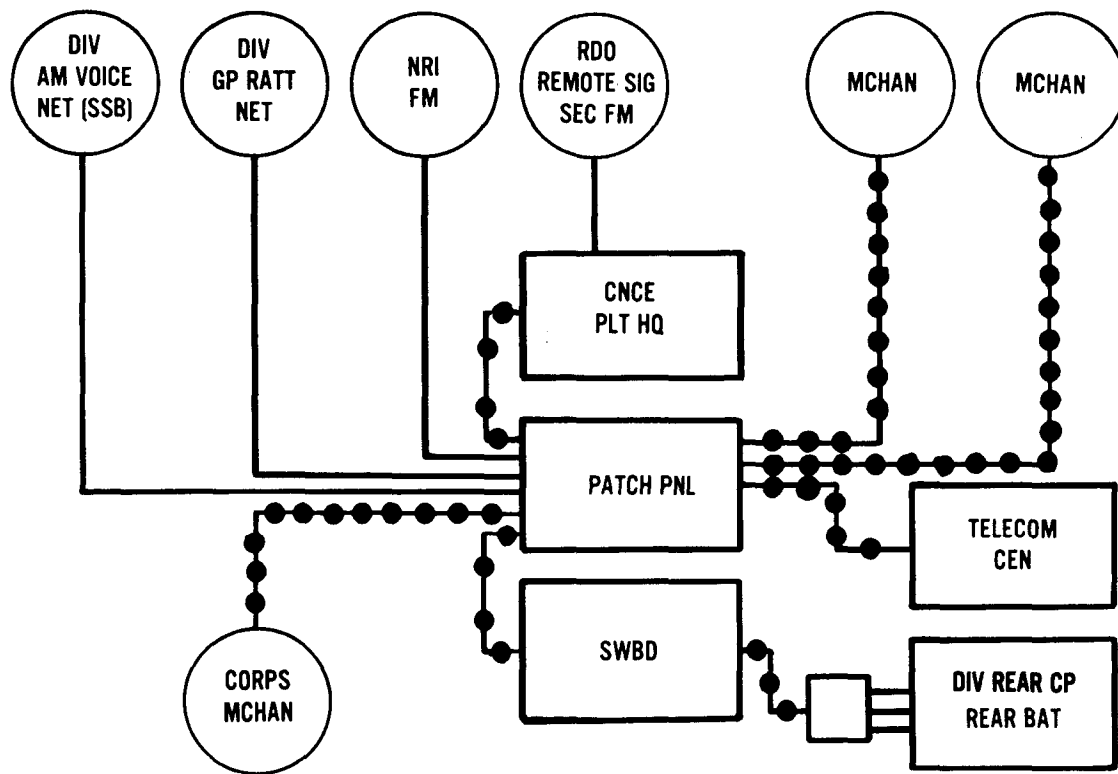 DIV
AM VOICE
NET (SSB)
DIV
GP RATT
NET
NRI
FM
RDO
REMOTE SIG
SEC FM
MCHAN
MCHAN
CNCE
PLT HQ
PATCH PNL
TELECOM
CEN
SWBD
CORPS
MCHAN
DIV REAR CP
REAR BAT